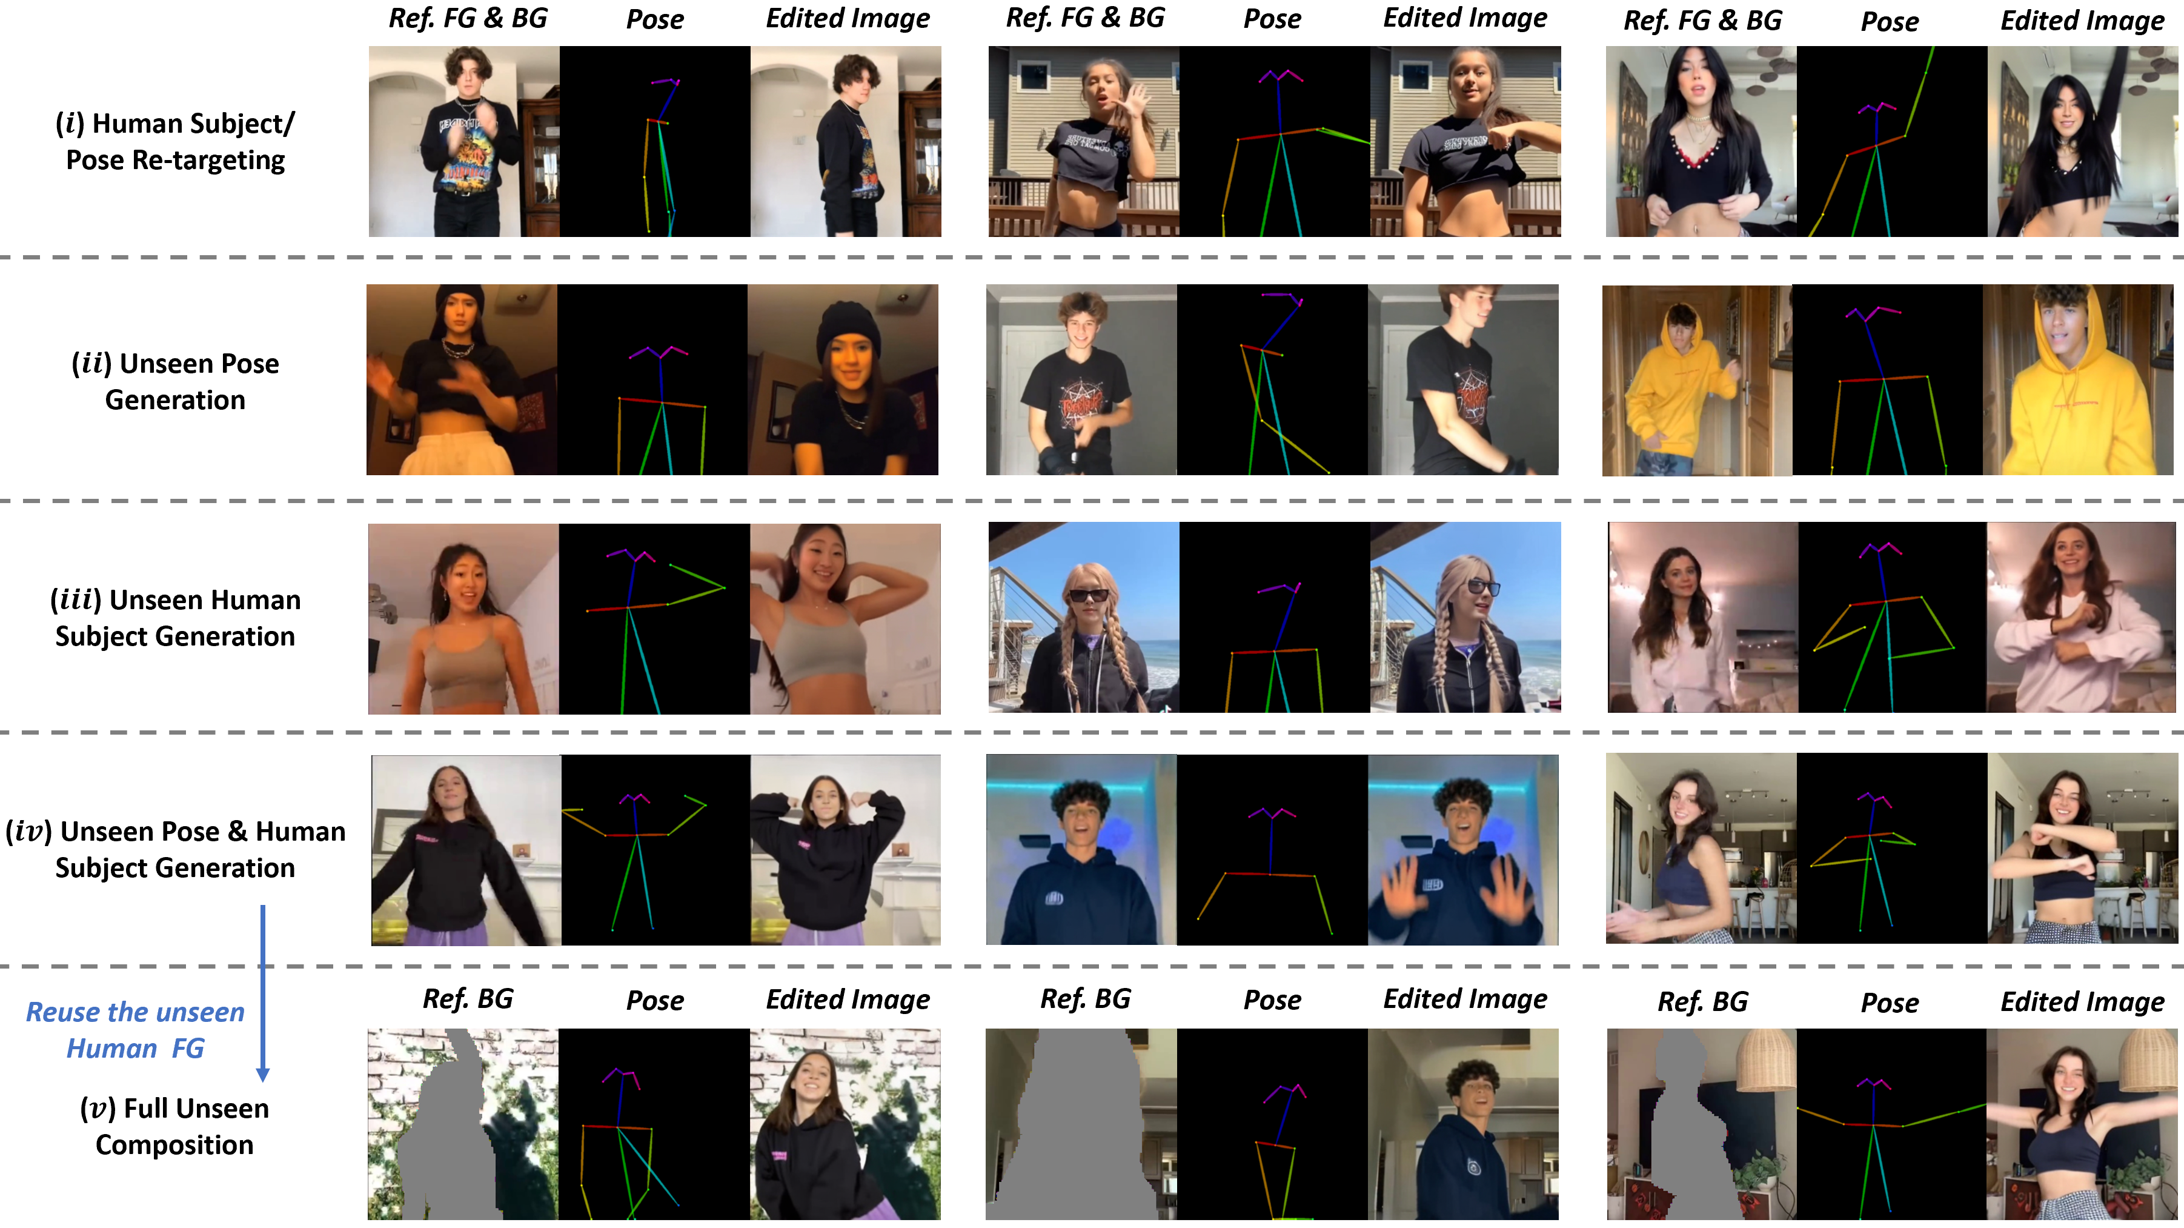 Ref. FG & BG Pose Edited Image Ref. FG & BG Pose Edited Image Ref. FG & BG Pose Edited Image
(i) Human Subject/
Pose Re-targeting
(ii) Unseen Pose
Generation
(iii) Unseen Human
Subject Generation
(iv) Unseen Pose & Human
Subject Generation
Ref. BG Pose Edited Image Ref. BG Pose Edited Image Ref. BG Pose Edited Image
Reuse the unseen
Human FG
(v) Full Unseen
Composition